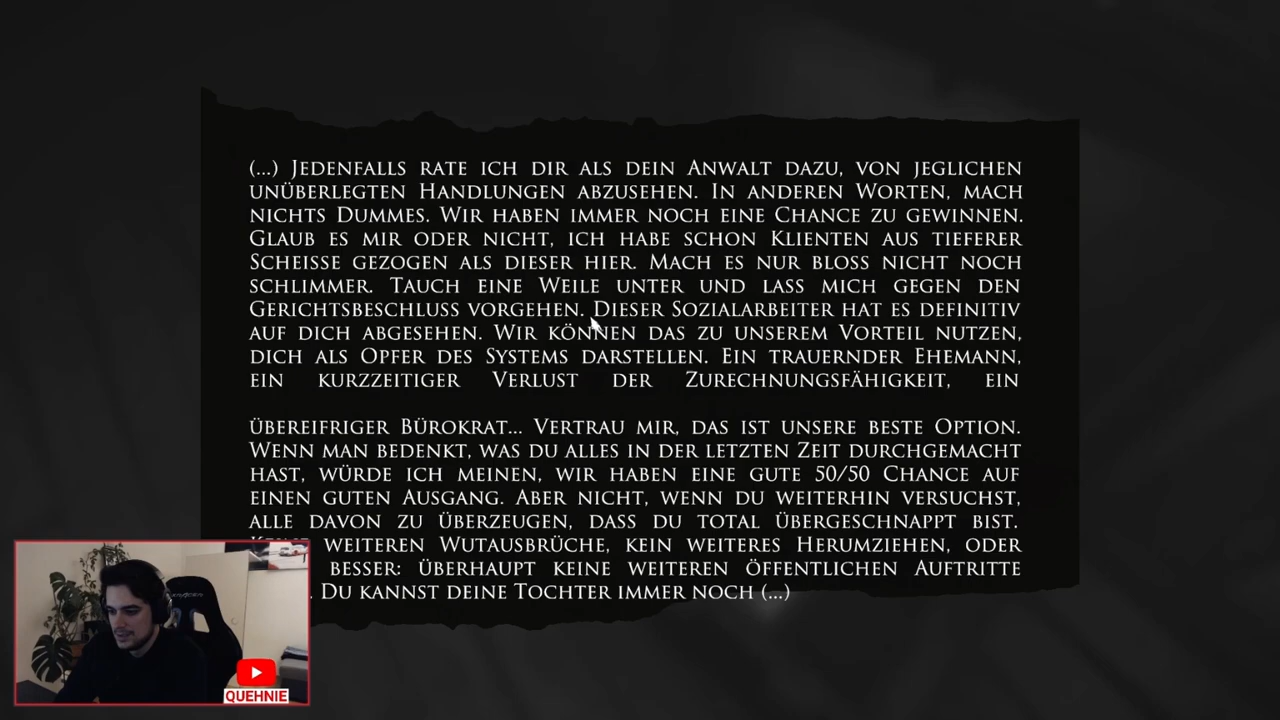 (...) Jedenfalls rate ich dir als dein Anwalt dazu, von jeglichen
unüberlegten Handlungen abzusehen. In anderen Worten, mach
nichts Dummes. Wir haben immer noch eine Chance zu gewinnen.
Glaub es mir oder nicht, ich habe schon Klienten aus tieferer
Scheisse gezogen als dieser hier. Mach es nur bloss nicht noch
schlimmer. Tauch eine Weile unter und lass mich gegen den
Gerichtsbeschluss vorgehen. Dieser Sozialarbeiter hat es definitiv
auf dich abgesehen. Wir können das zu unserem Vorteil nutzen,
dich als Opfer des Systems darstellen. Ein trauernder Ehemann,
ein kurzzeitiger Verlust der Zurechnungsfähigkeit, ein
übereifriger Bürokrat... Vertrau mir, das ist unsere beste Option.
Wenn man bedenkt, was du alles in der letzten Zeit durchgemacht
hast, würde ich meinen, wir haben eine gute 50/50 Chance auf
einen guten Ausgang. Aber nicht, wenn du weiterhin versuchst,
alle davon zu überzeugen, dass du total übergeschnappt bist.
weiteren Wutausbrüche, kein weiteres Herumziehen, oder
besser: überhaupt keine weiteren öffentlichen Auftritte
. Du kannst deine Tochter immer noch (...)
QUEHNIE